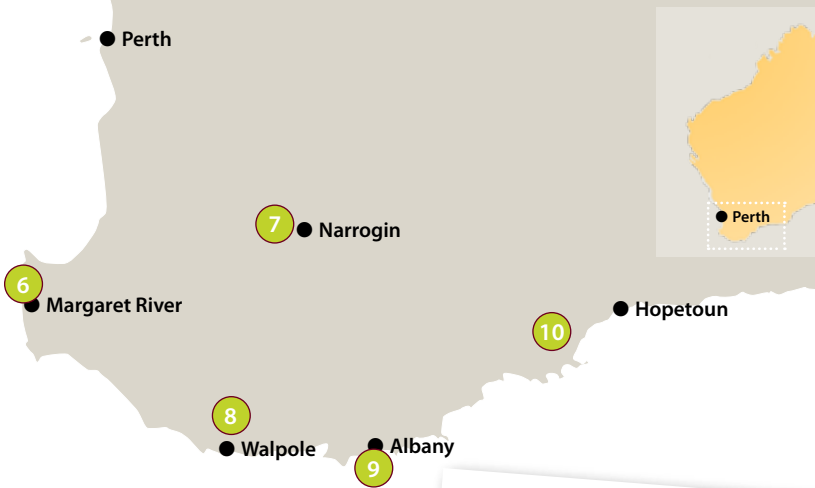 Perth
Perth
7
Narrogin
6
Margaret River
Hopetoun
10
8
Walpole
Albany
9